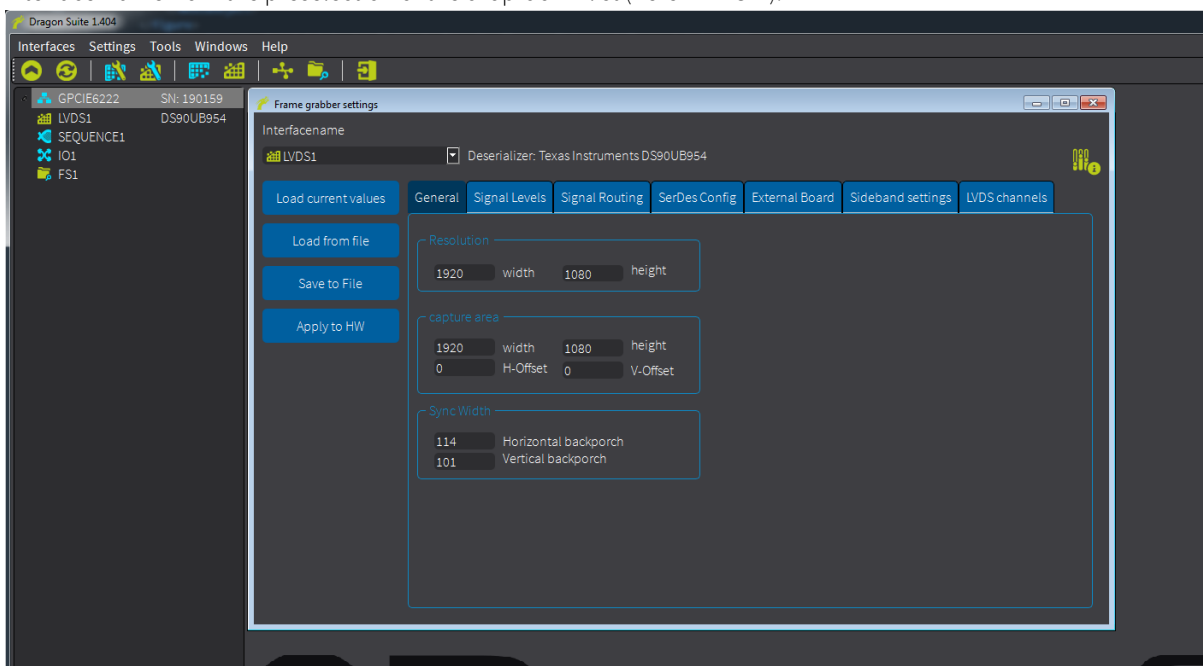 Dragon Suite 1.404
Interfaces Settings Tools Windows Help
GPCIE6222 SN: 190159
LVDS1 DS90UB954
SEQUENCE1
IO1
FS1
Frame grabber settings
Interfacename
LVDS1 Deserializer: Texas Instruments DS90UB954
Load current values
Load from file
Save to File
Apply to HW
General Signal Levels Signal Routing SerDes Config External Board Sideband settings LVDS channels
Resolution
1920 width 1080 height
capture area
1920 width 1080 height
0 H-Offset 0 V-Offset
Sync Width
114 Horizontal backporch
101 Vertical backporch